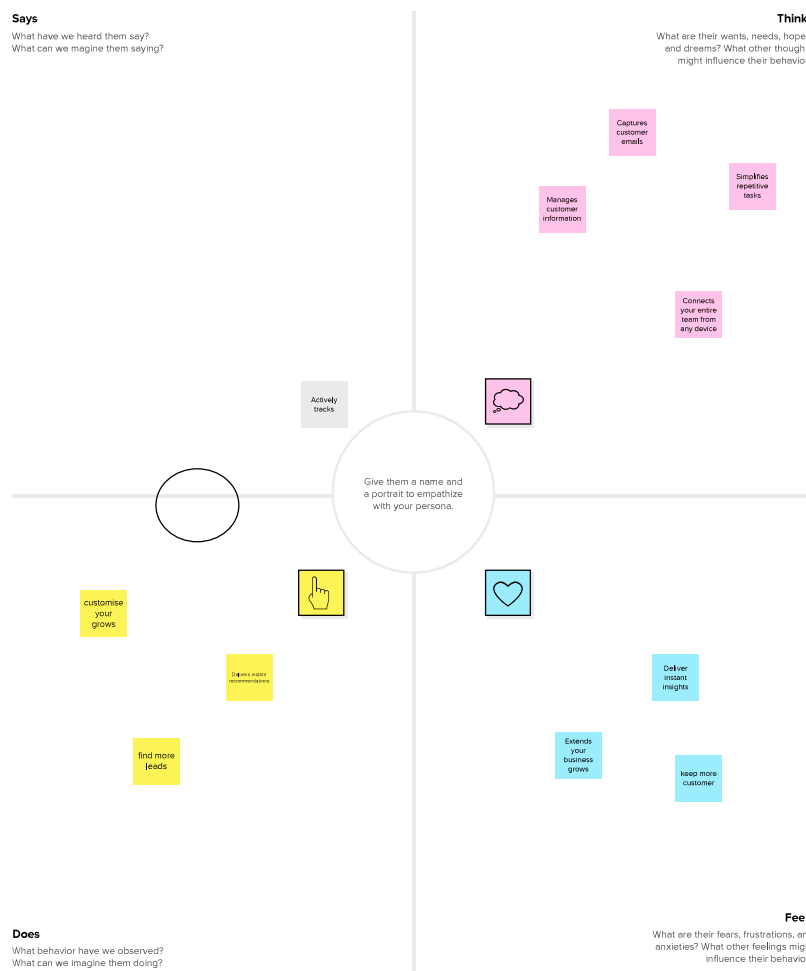 Says
What have we heard them say?
What can we magine them saying?
Think
What are their wants, needs, hope
and dreams? What other though
might influence their behavio
Captures
customer
emails
Simplifies
repetitive
tasks
Manages
customer
information
Connects
your entire
team from
any device
Actively
tracks
Give them a name and
a portrait to empathize
with your persona.
customise
your
grows
Delivers instant
recommendations
find more
leads
Deliver
instant
insights
Extends
your
business
grows
keep more
customer
Does
What behavior have we observed?
What can we imagine them doing?
Fee
What are their fears, frustrations, an
anxieties? What other feelings mig
influence their behavio